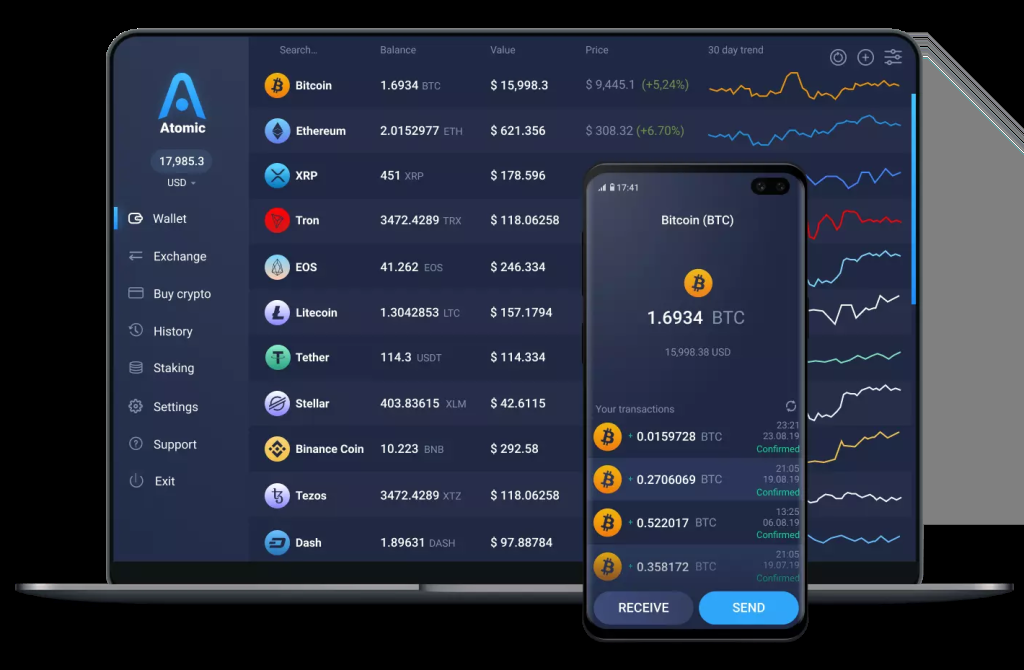 Search... Balance Value Price 30 day trend
Atomic
17,985.3
USD
Wallet
Exchange
Buy crypto
History
Staking
Settings
Support
Exit
Bitcoin 1.6934 BTC $ 15,998.3 $ 9,445.1 (+5,24%)
Ethereum 2.0152977 ETH $ 621.356 $ 308.32 (+6.70%)
XRP 451 XRP $ 178.596
Tron 3472.4289 TRX $ 118.06258
EOS 41.262 EOS $ 246.334
Litecoin 1.3042853 LTC $ 157.1794
Tether 114.3 USDT $ 114.334
Stellar 403.83615 XLM $ 42.6115
Binance Coin 10.223 BNB $ 292.58
Tezos 3472.4289 XTZ $ 118.06258
Dash 1.89631 DASH $ 97.88784
17:41
Bitcoin (BTC)
1.6934 BTC
15,998.38 USD
Your transactions
+ 0.0159728 BTC 23:21
23.08.19
Confirmed
+ 0.2706069 BTC 21:05
19.08.19
Confirmed
+ 0.522017 BTC 13:25
06.08.19
Confirmed
+ 0.358172 BTC 21:05
19.07.19
Confirmed
RECEIVE SEND